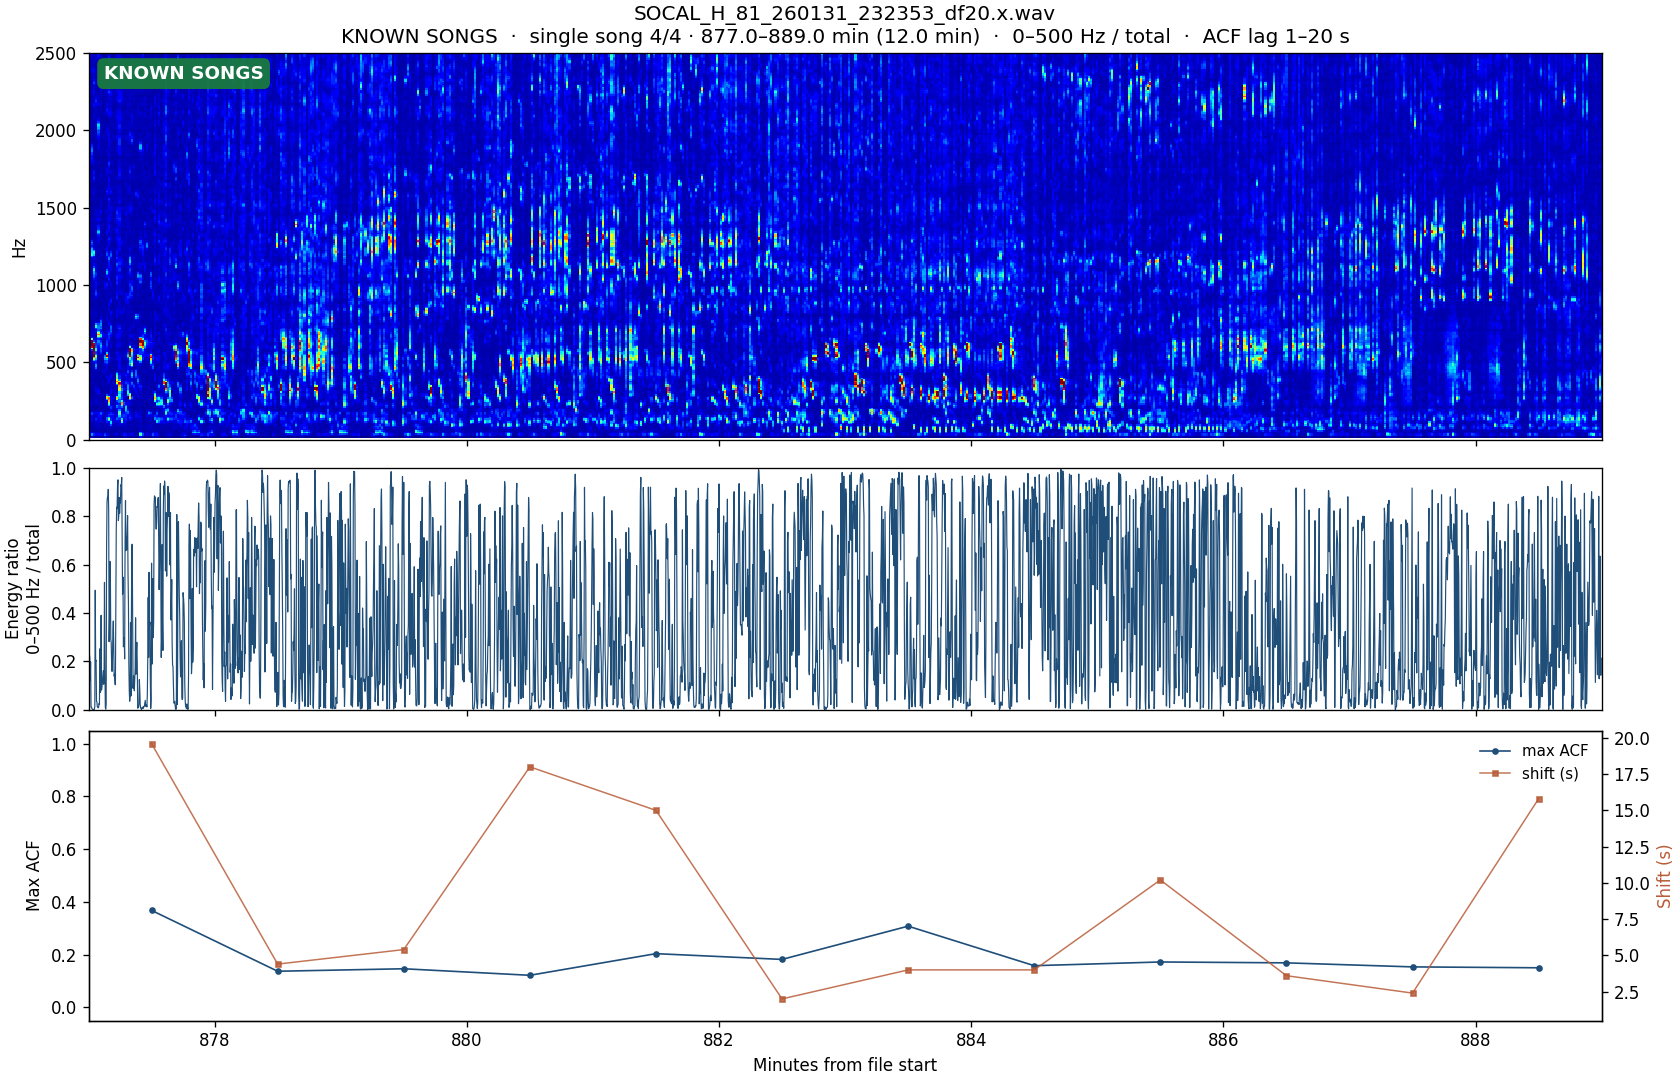 SOCAL_H_81_260131_232353_df20.x.wav
KNOWN SONGS · single song 4/4 · 877.0–889.0 min (12.0 min) · 0–500 Hz / total · ACF lag 1–20 s
KNOWN SONGS
2500
2000
1500
1000
500
0
Hz
1.0
0.8
0.6
0.4
0.2
0.0
Energy ratio
0–500 Hz / total
1.0
0.8
0.6
0.4
0.2
0.0
Max ACF
max ACF
shift (s)
20.0
17.5
15.0
12.5
10.0
7.5
5.0
2.5
Shift (s)
878
880
882
884
886
888
Minutes from file start